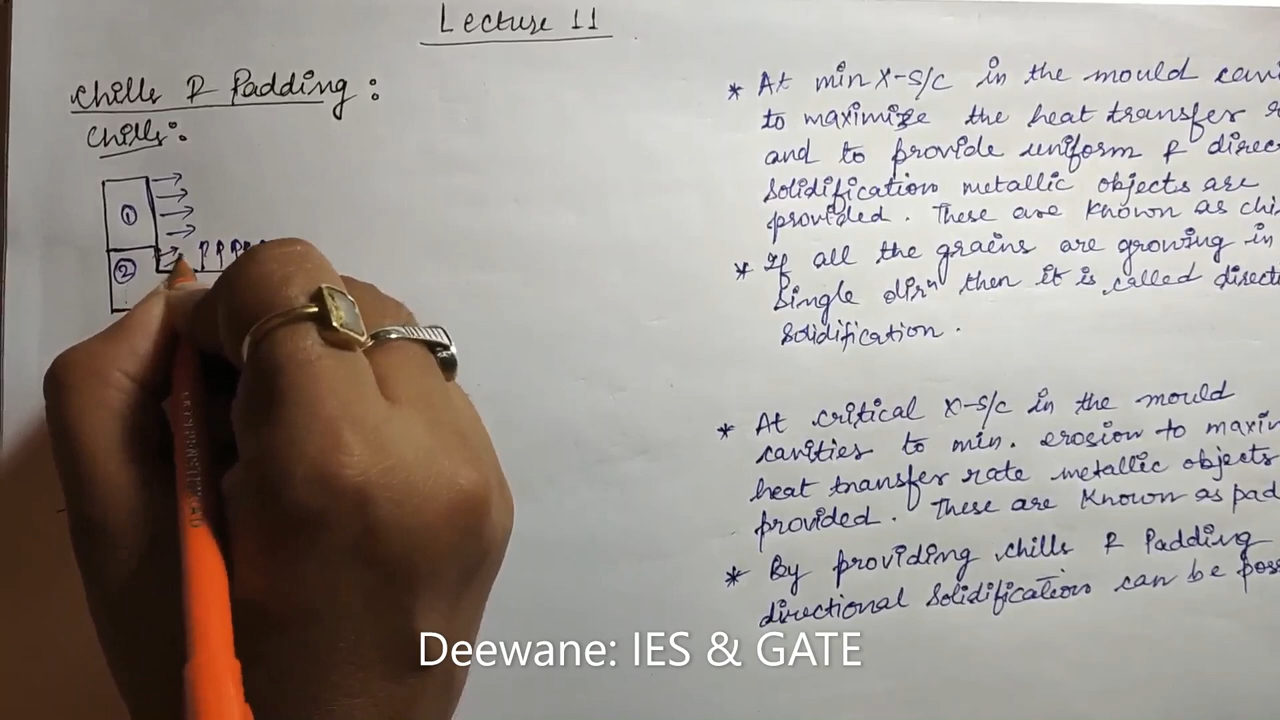 Lecture 11
Chills & Padding :
Chills :
①
②
* At min X-S/C in the mould cavi
to maximize the heat transfer r
and to provide uniform & direc
Solidification metallic objects are
provided. These are known as chi
* If all the grains are growing in
Single dirⁿ then it is called direct
Solidification.
* At critical X-S/C in the mould
cavities to min. erosion to maxim
heat transfer rate metallic objects
provided. These are known as pad
* By providing chills & Padding
directional Solidification can be poss
Deewane: IES & GATE